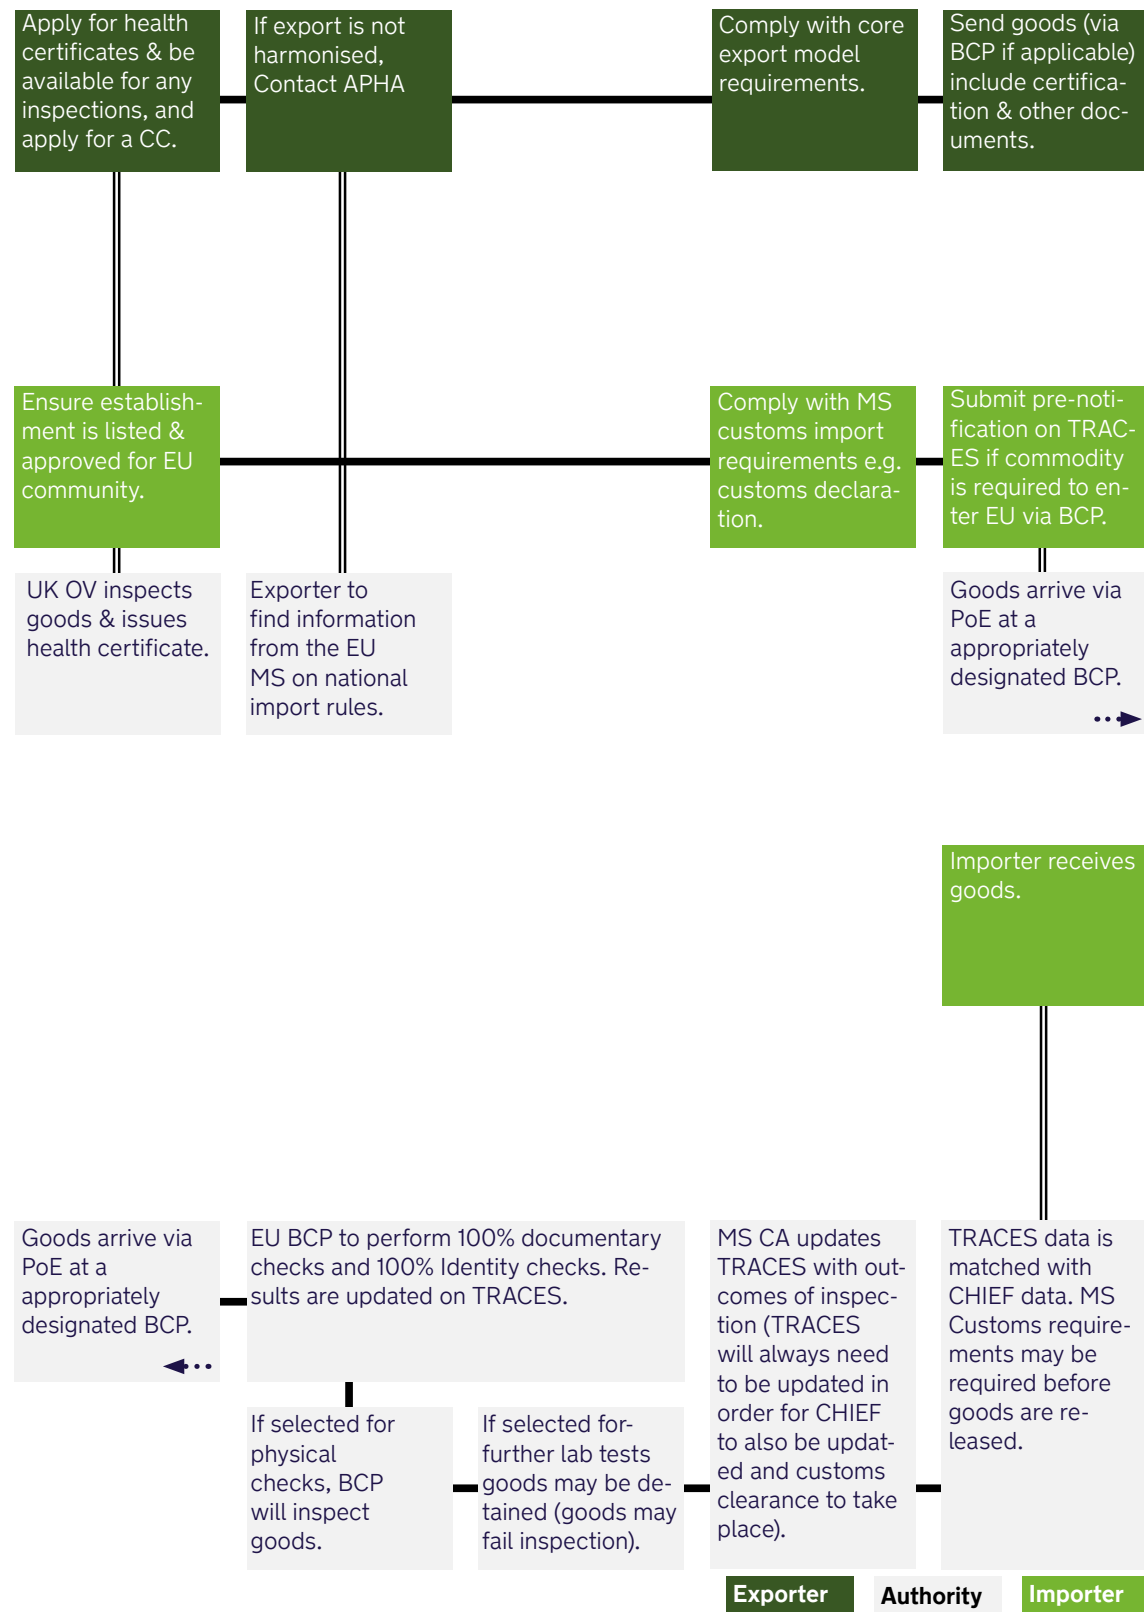 Apply for health
certificates & be
available for any
inspections, and
apply for a CC.
If export is not
harmonised,
Contact APHA
Comply with core
export model
requirements.
Send goods (via
BCP if applicable)
include certifica-
tion & other doc-
uments.
Ensure establish-
ment is listed &
approved for EU
community.
Comply with MS
customs import
requirements e.g.
customs declara-
tion.
Submit pre-noti-
fication on TRAC-
ES if commodity
is required to en-
ter EU via BCP.
UK OV inspects
goods & issues
health certificate.
Exporter to
find information
from the EU
MS on national
import rules.
Goods arrive via
PoE at a
appropriately
designated BCP.
Importer receives
goods.
Goods arrive via
PoE at a
appropriately
designated BCP.
EU BCP to perform 100% documentary
checks and 100% Identity checks. Re-
sults are updated on TRACES.
If selected for
physical
checks, BCP
will inspect
goods.
If selected for-
further lab tests
goods may be de-
tained (goods may
fail inspection).
MS CA updates
TRACES with out-
comes of inspec-
tion (TRACES
will always need
to be updated in
order for CHIEF
to also be updat-
ed and customs
clearance to take
place).
TRACES data is
matched with
CHIEF data. MS
Customs require-
ments may be
required before
goods are re-
leased.
Exporter
Authority
Importer